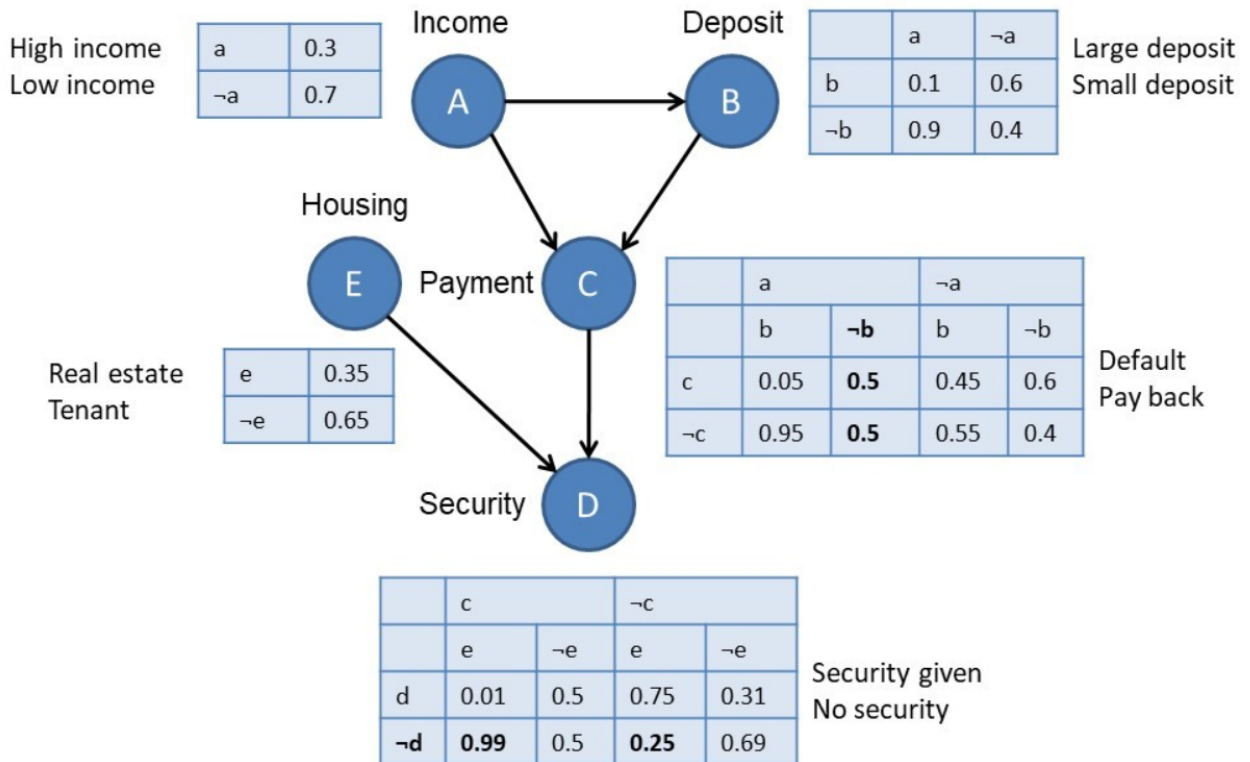 Income
Deposit
High income
Low income
a 0.3
¬a 0.7
A
B
a ¬a
b 0.1 0.6
¬b 0.9 0.4
Large deposit
Small deposit
Housing
E
Payment
C
a ¬a
b ¬b b ¬b
c 0.05 0.5 0.45 0.6
¬c 0.95 0.5 0.55 0.4
Default
Pay back
Real estate
Tenant
e 0.35
¬e 0.65
Security
D
c ¬c
e ¬e e ¬e
d 0.01 0.5 0.75 0.31
¬d 0.99 0.5 0.25 0.69
Security given
No security